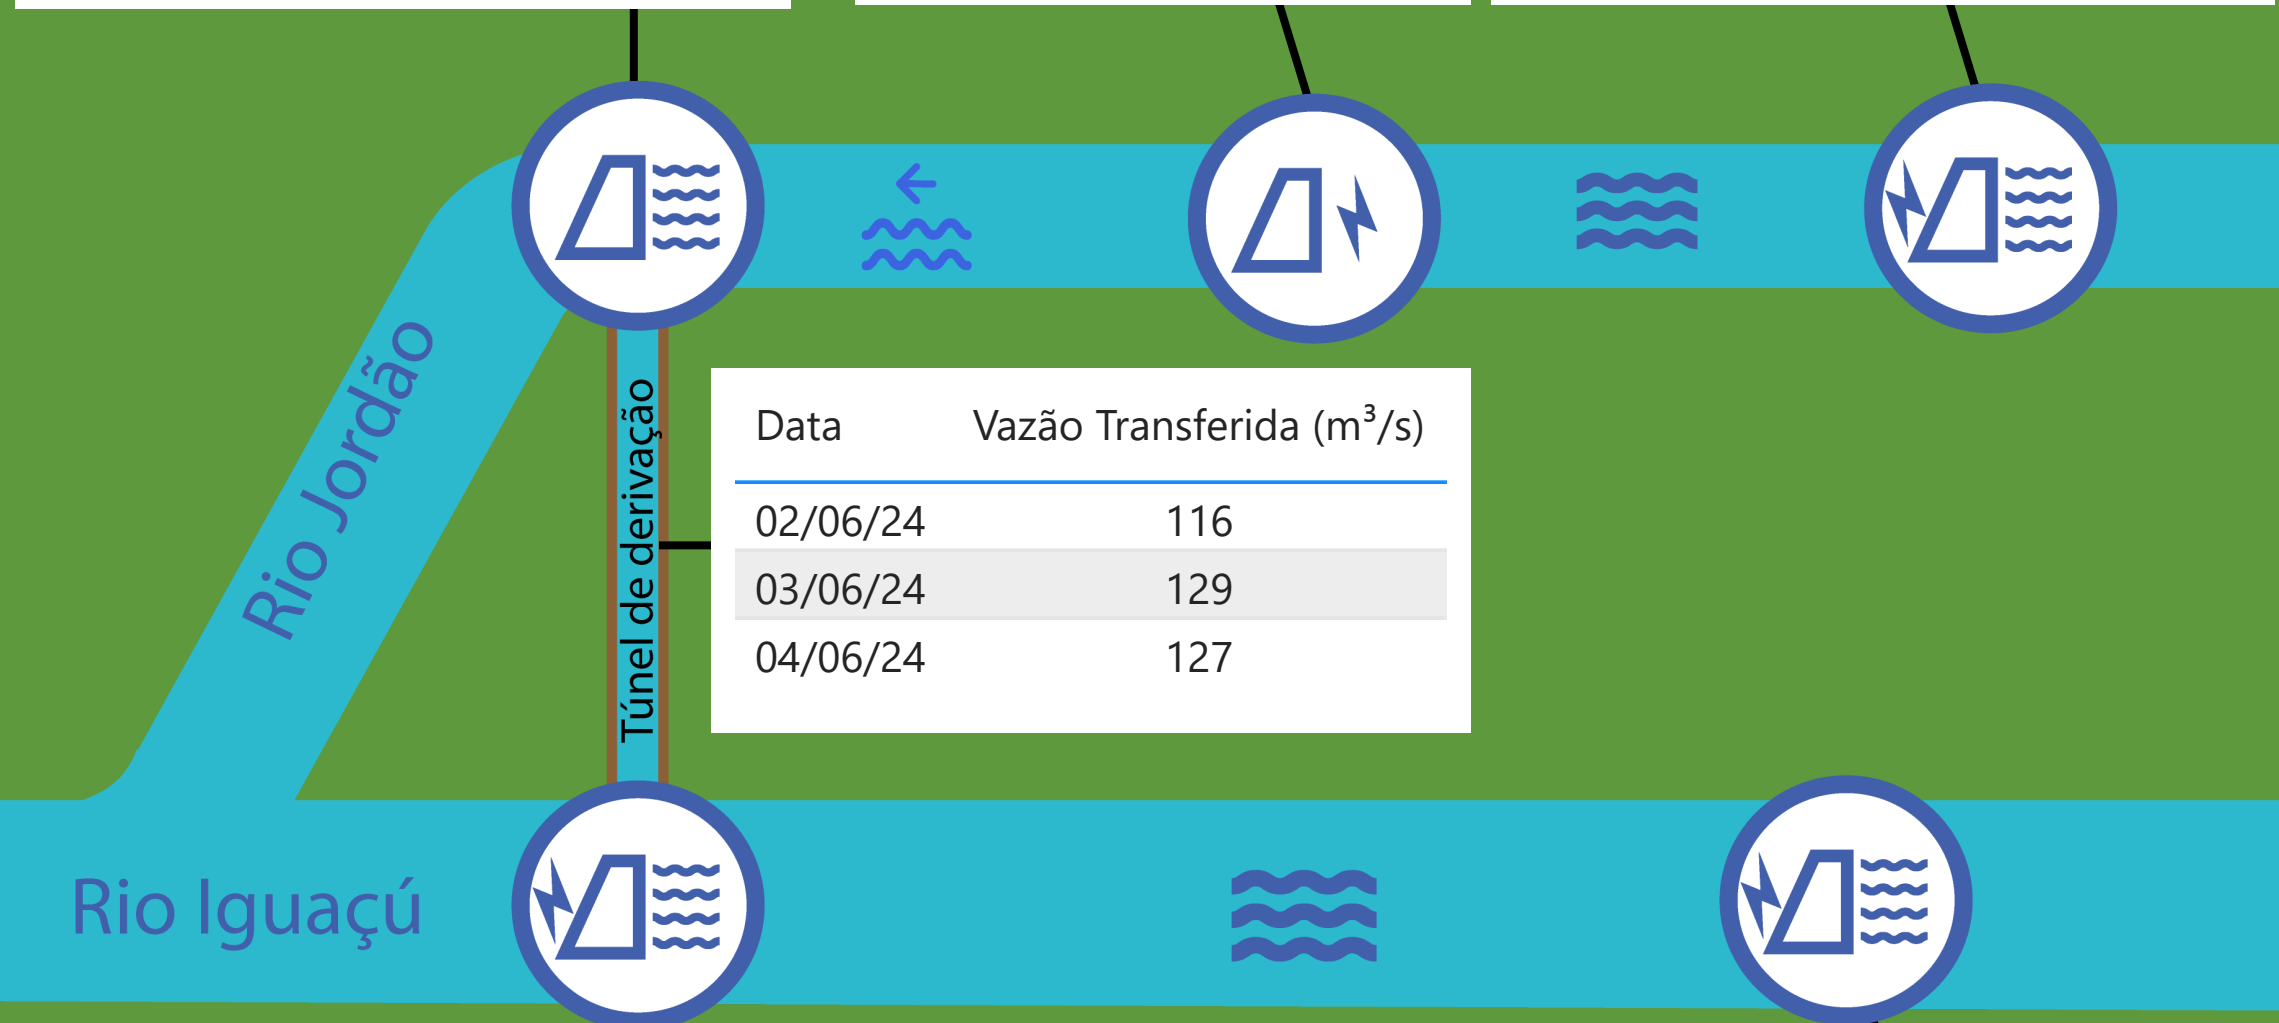 Rio Jordão
Túnel de derivação
Data Vazão Transferida (m³/s)
02/06/24 116
03/06/24 129
04/06/24 127
Rio Iguaçú